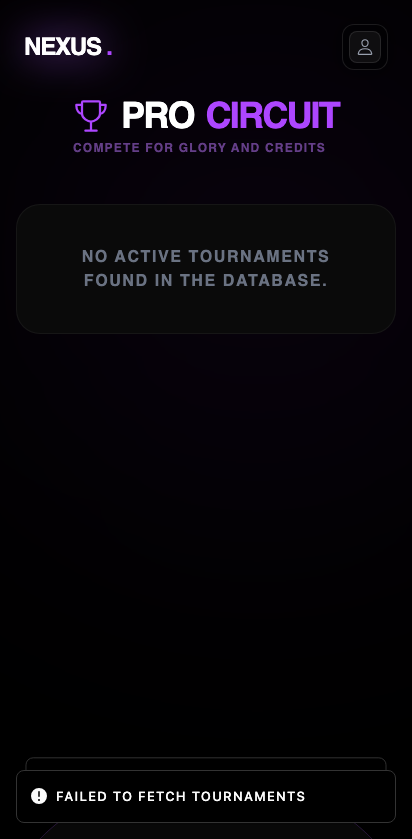 NEXUS.
PRO CIRCUIT
COMPETE FOR GLORY AND CREDITS
NO ACTIVE TOURNAMENTS
FOUND IN THE DATABASE.
FAILED TO FETCH TOURNAMENTS